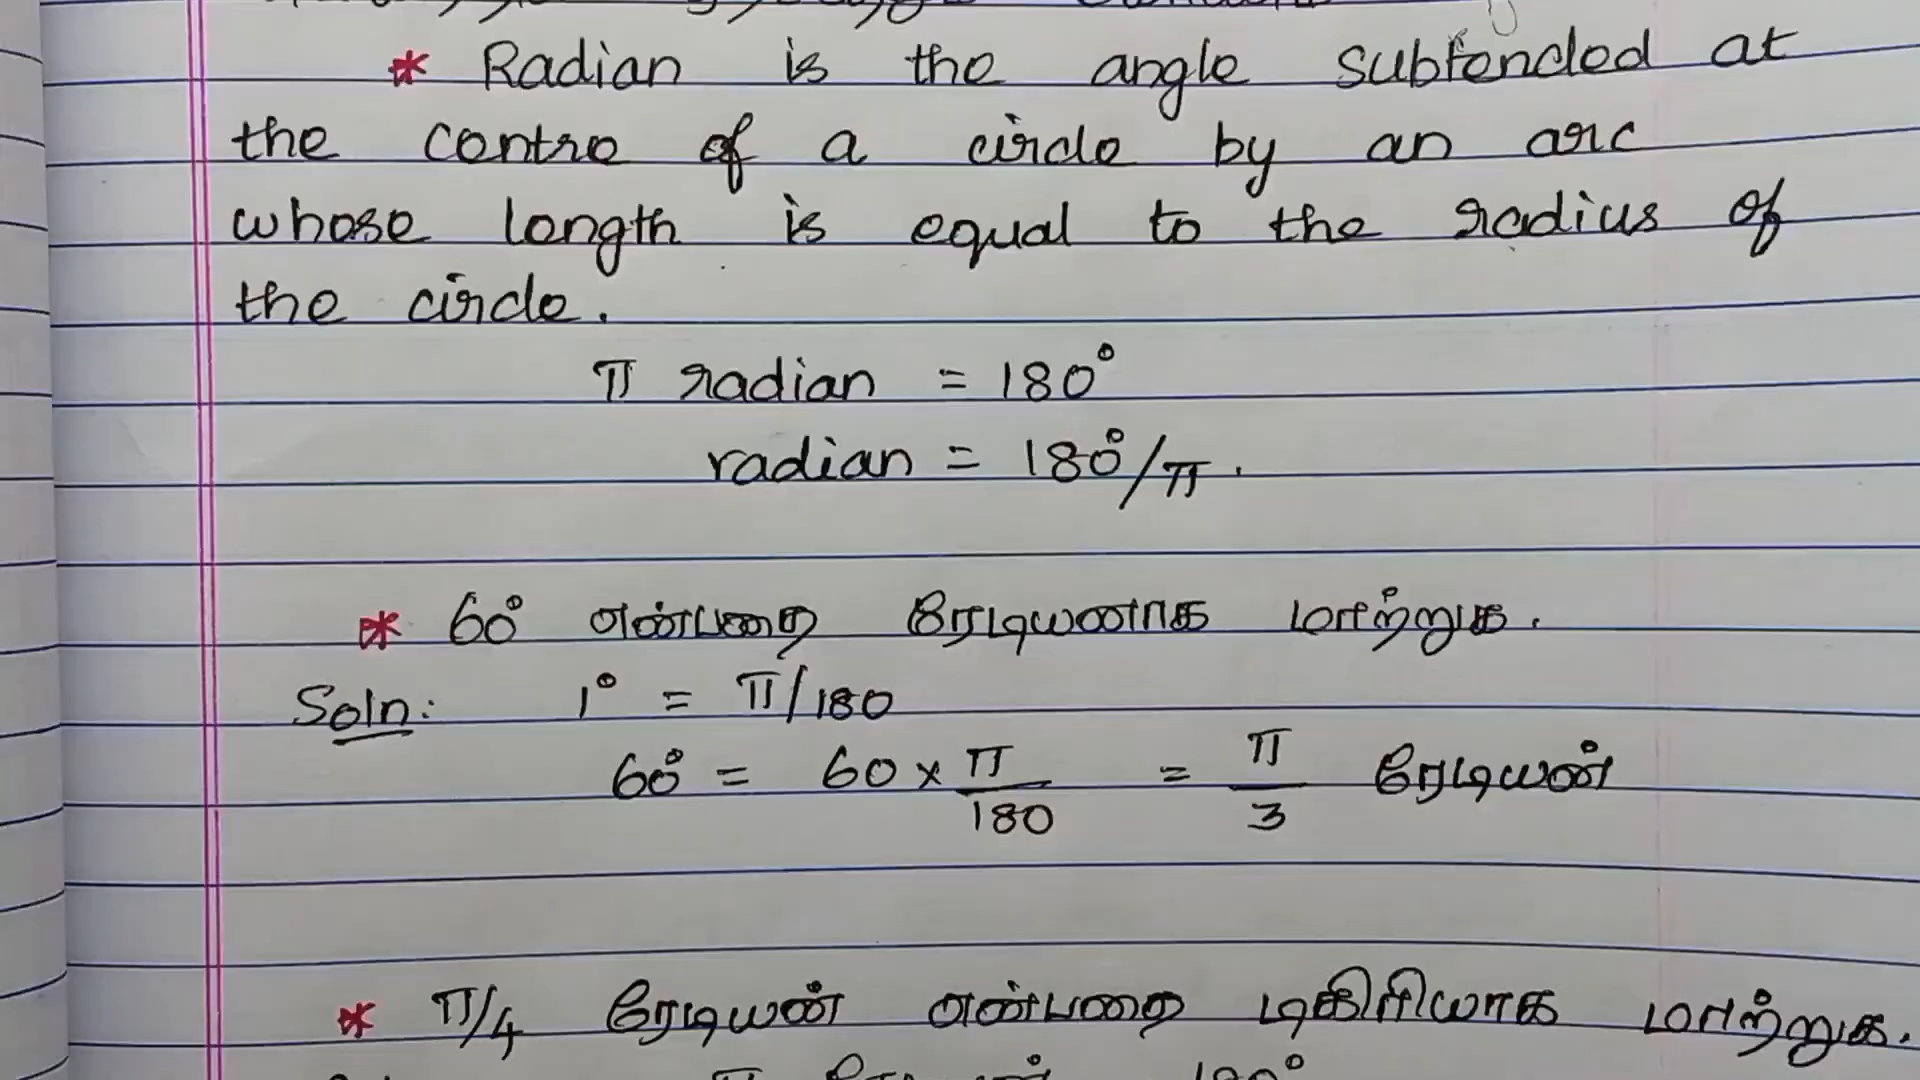 * Radian is the angle subtended at
the centre of a circle by an arc
whose length is equal to the radius of
the circle.
π radian = 180°
radian = 180°/π.
* 60° என்பதை ரேடியனாக மாற்றுக.
Soln: 1° = π/180
60° = 60 × π/180 = π/3 ரேடியன்
* π/4 ரேடியன் என்பதை டிகிரியாக மாற்றுக.